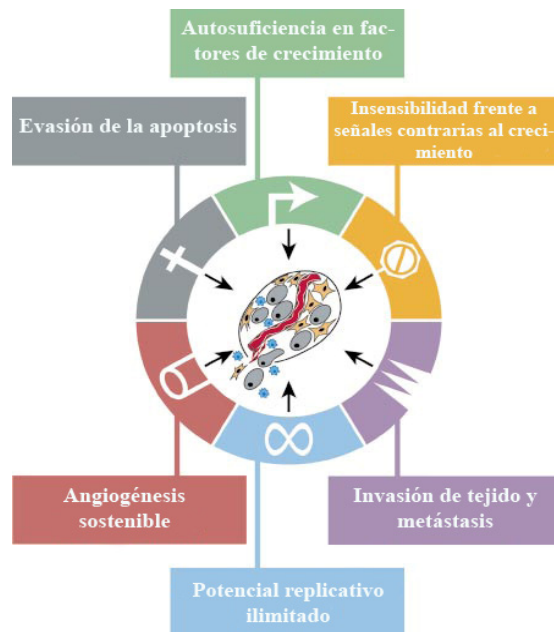 Autosuficiencia en fac-
tores de crecimiento
Evasión de la apoptosis
Insensibilidad frente a
señales contrarias al creci-
miento
Angiogénesis
sostenible
Invasión de tejido y
metástasis
Potencial replicativo
ilimitado